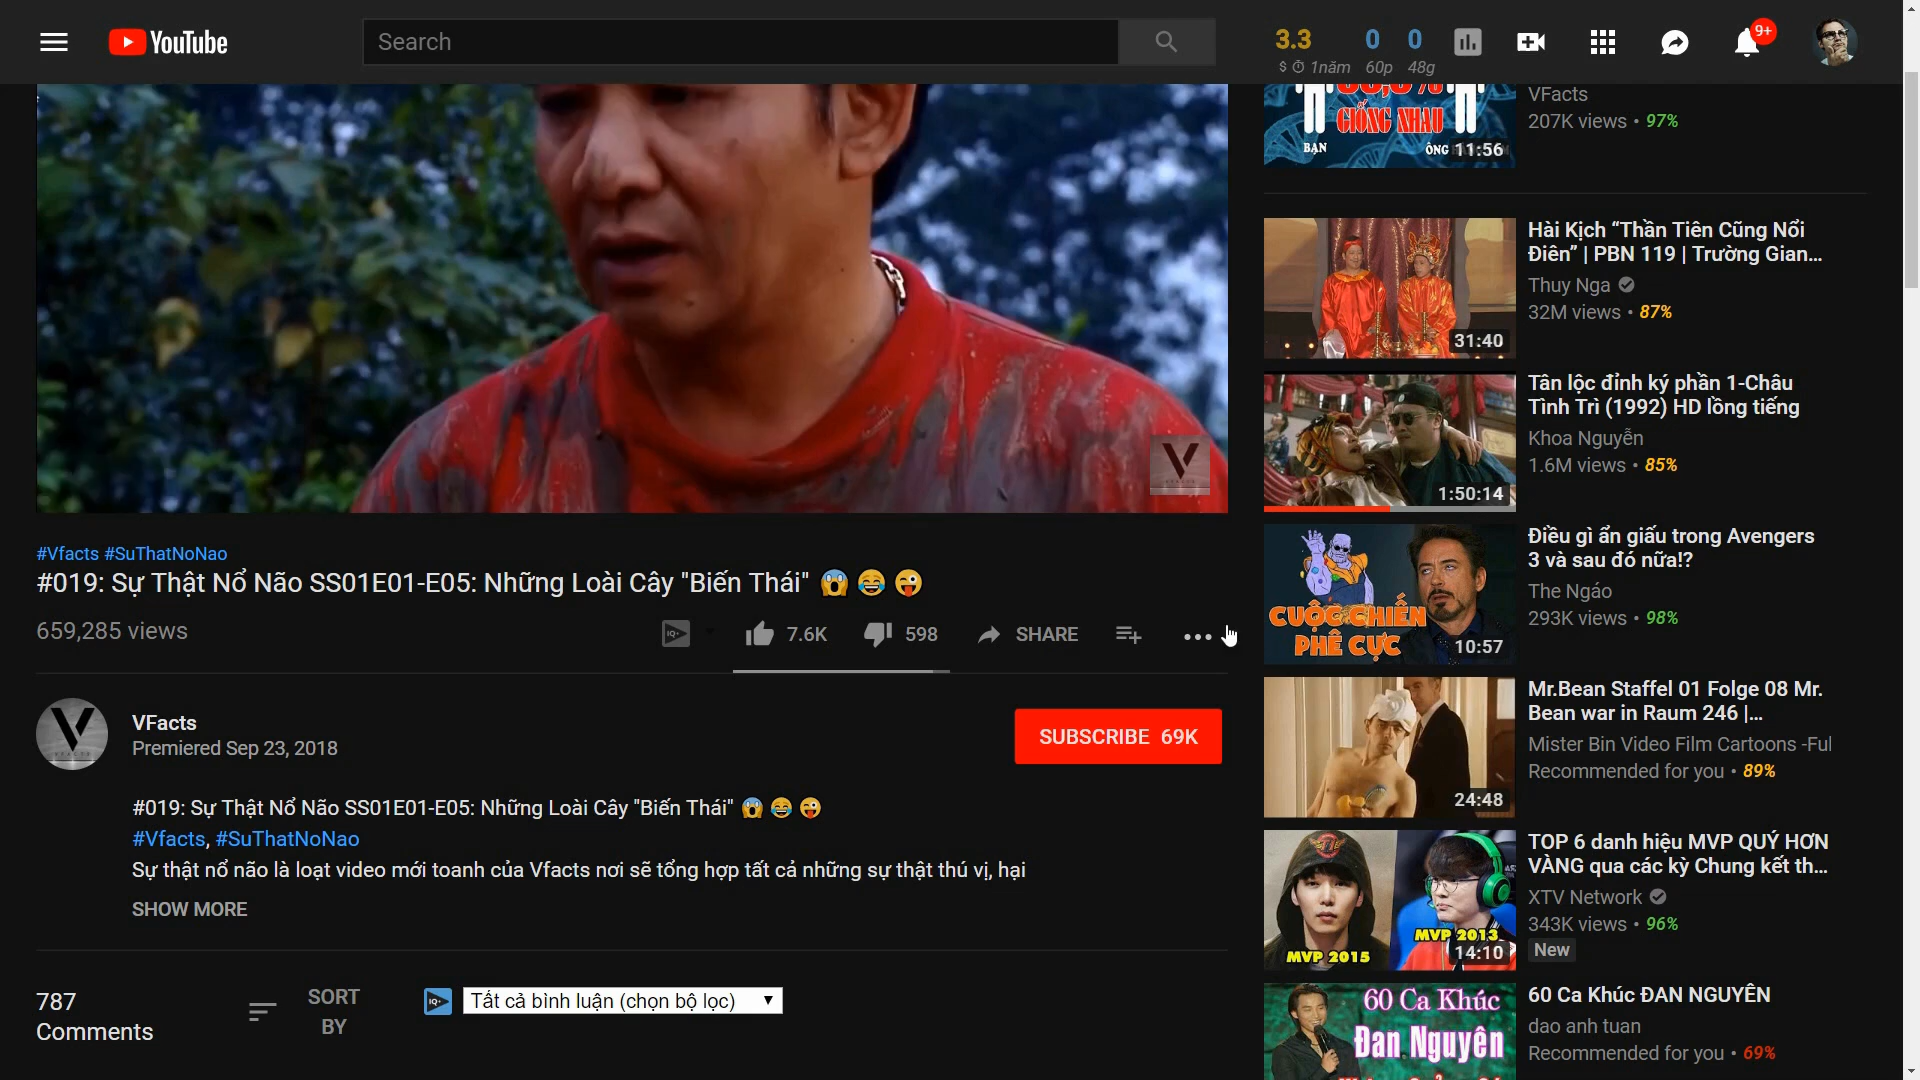 YouTube
Search
3.3 0 0
$ 1năm 60p 48g
9+
GIỐNG NHAU
BẠN
ÔNG
11:56
VFacts
207K views • 97%
Hài Kịch “Thần Tiên Cũng Nổi
Điên” | PBN 119 | Trường Gian...
Thuy Nga
32M views • 87%
31:40
Tân lộc đỉnh ký phần 1-Châu
Tinh Trì (1992) HD lồng tiếng
Khoa Nguyễn
1.6M views • 85%
1:50:14
V
#Vfacts #SuThatNoNao
#019: Sự Thật Nổ Não SS01E01-E05: Những Loài Cây "Biến Thái" 😱 😂 😜
659,285 views
IQ
7.6K
598
SHARE
Điều gì ẩn giấu trong Avengers
3 và sau đó nữa!?
The Ngáo
293K views • 98%
CUỘC CHIẾN
PHÊ CỰC
10:57
VFacts
Premiered Sep 23, 2018
SUBSCRIBE 69K
Mr.Bean Staffel 01 Folge 08 Mr.
Bean war in Raum 246 |...
Mister Bin Video Film Cartoons -Ful
Recommended for you • 89%
24:48
#019: Sự Thật Nổ Não SS01E01-E05: Những Loài Cây "Biến Thái" 😱 😂 😜
#Vfacts, #SuThatNoNao
Sự thật nổ não là loạt video mới toanh của Vfacts nơi sẽ tổng hợp tất cả những sự thật thú vị, hại
SHOW MORE
TOP 6 danh hiệu MVP QUÝ HƠN
VÀNG qua các kỳ Chung kết th...
XTV Network
343K views • 96%
New
MVP 2015
MVP 2013
14:10
787
Comments
SORT
BY
IQ
Tất cả bình luận (chọn bộ lọc)
60 Ca Khúc
Đan Nguyên
60 Ca Khúc ĐAN NGUYÊN
dao anh tuan
Recommended for you • 69%